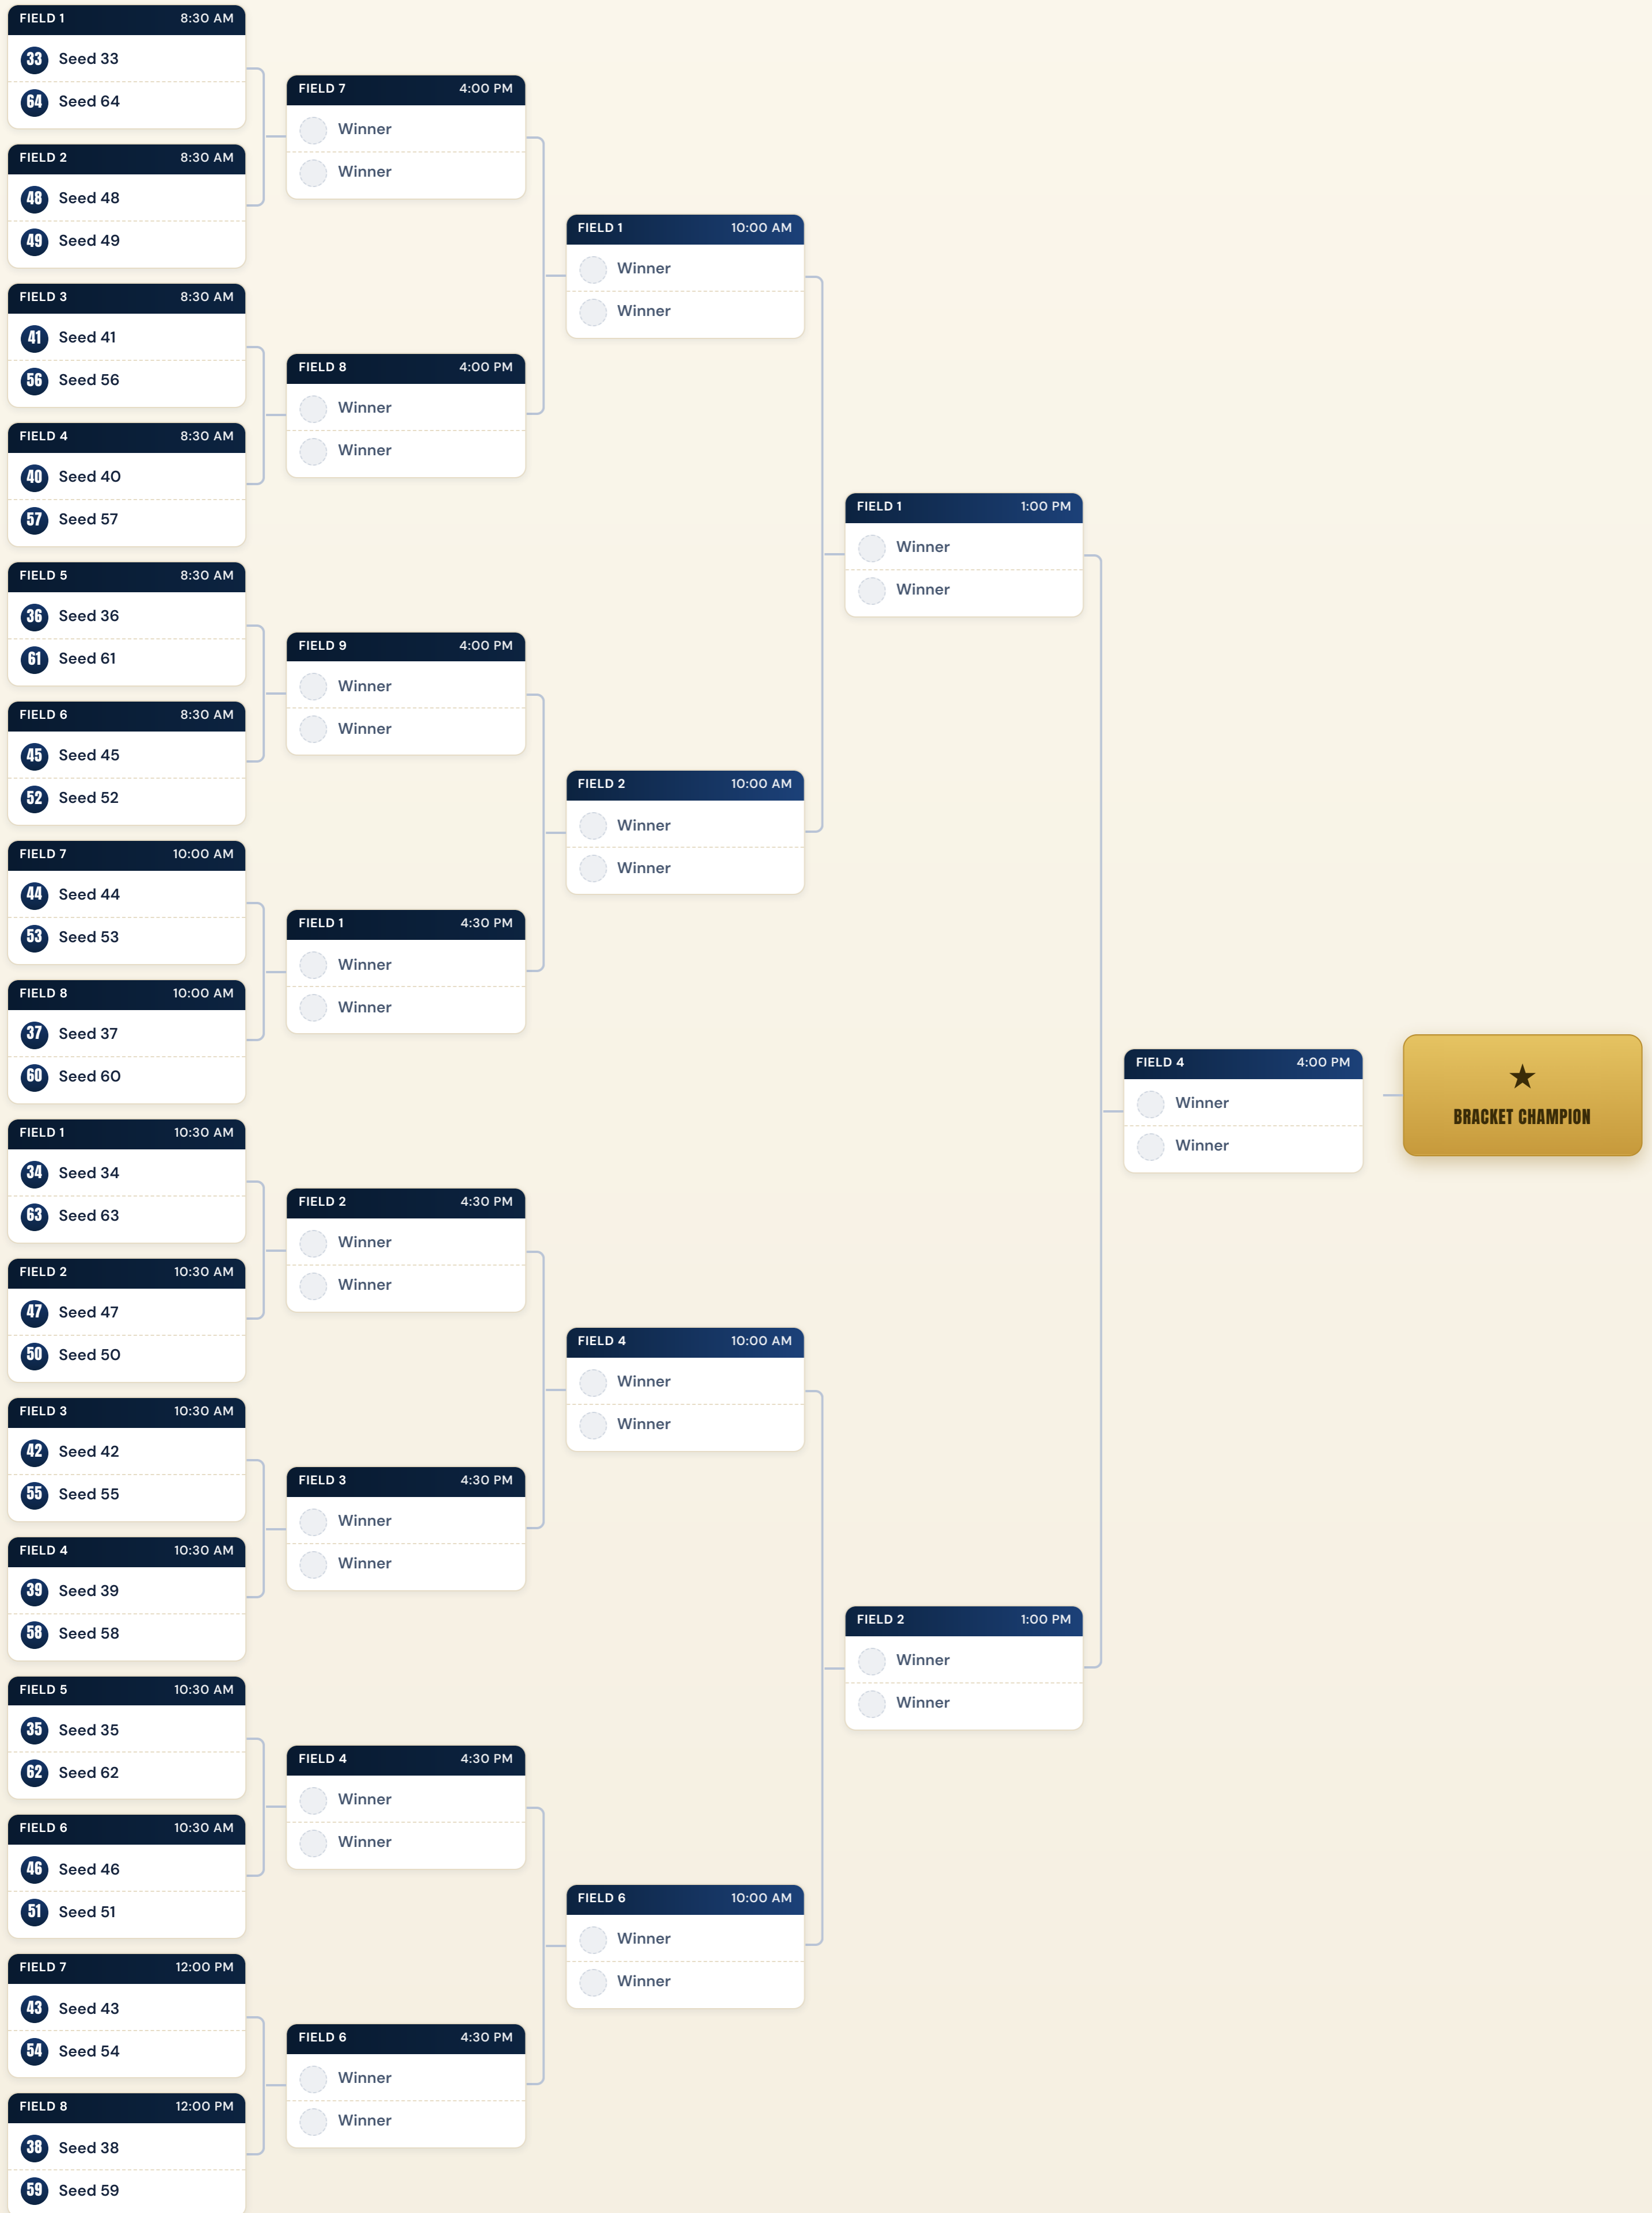 FIELD 1 8:30 AM
33 Seed 33
64 Seed 64
FIELD 2 8:30 AM
48 Seed 48
49 Seed 49
FIELD 3 8:30 AM
41 Seed 41
56 Seed 56
FIELD 4 8:30 AM
40 Seed 40
57 Seed 57
FIELD 5 8:30 AM
36 Seed 36
61 Seed 61
FIELD 6 8:30 AM
45 Seed 45
52 Seed 52
FIELD 7 10:00 AM
44 Seed 44
53 Seed 53
FIELD 8 10:00 AM
37 Seed 37
60 Seed 60
FIELD 1 10:30 AM
34 Seed 34
63 Seed 63
FIELD 2 10:30 AM
47 Seed 47
50 Seed 50
FIELD 3 10:30 AM
42 Seed 42
55 Seed 55
FIELD 4 10:30 AM
39 Seed 39
58 Seed 58
FIELD 5 10:30 AM
35 Seed 35
62 Seed 62
FIELD 6 10:30 AM
46 Seed 46
51 Seed 51
FIELD 7 12:00 PM
43 Seed 43
54 Seed 54
FIELD 8 12:00 PM
38 Seed 38
59 Seed 59
FIELD 7 4:00 PM
Winner
Winner
FIELD 8 4:00 PM
Winner
Winner
FIELD 9 4:00 PM
Winner
Winner
FIELD 1 4:30 PM
Winner
Winner
FIELD 2 4:30 PM
Winner
Winner
FIELD 3 4:30 PM
Winner
Winner
FIELD 4 4:30 PM
Winner
Winner
FIELD 6 4:30 PM
Winner
Winner
FIELD 1 10:00 AM
Winner
Winner
FIELD 2 10:00 AM
Winner
Winner
FIELD 4 10:00 AM
Winner
Winner
FIELD 6 10:00 AM
Winner
Winner
FIELD 1 1:00 PM
Winner
Winner
FIELD 2 1:00 PM
Winner
Winner
FIELD 4 4:00 PM
Winner
Winner
BRACKET CHAMPION